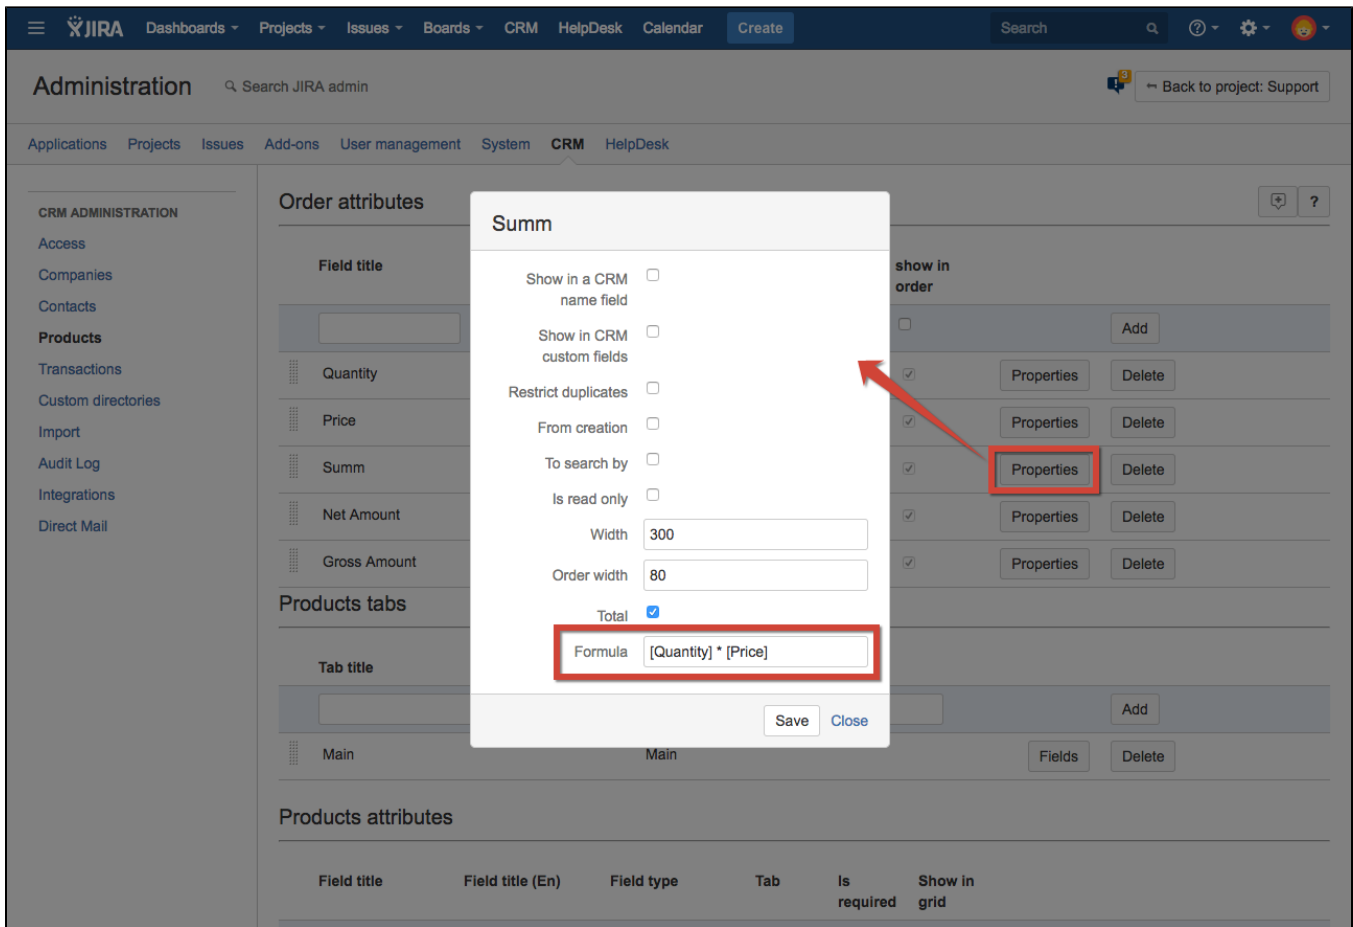 JIRA Dashboards Projects Issues Boards CRM HelpDesk Calendar Create Search
Administration Search JIRA admin 3 Back to project: Support
Applications Projects Issues Add-ons User management System CRM HelpDesk
CRM ADMINISTRATION
Access
Companies
Contacts
Products
Transactions
Custom directories
Import
Audit Log
Integrations
Direct Mail
Order attributes ?
Field title show in
order
Add
Quantity Properties Delete
Price Properties Delete
Summ Properties Delete
Net Amount Properties Delete
Gross Amount Properties Delete
Summ
Show in a CRM
name field
Show in CRM
custom fields
Restrict duplicates
From creation
To search by
Is read only
Width 300
Order width 80
Total
Formula [Quantity] * [Price]
Save Close
Products tabs
Tab title
Add
Main Main Fields Delete
Products attributes
Field title Field title (En) Field type Tab Is Show in
required grid